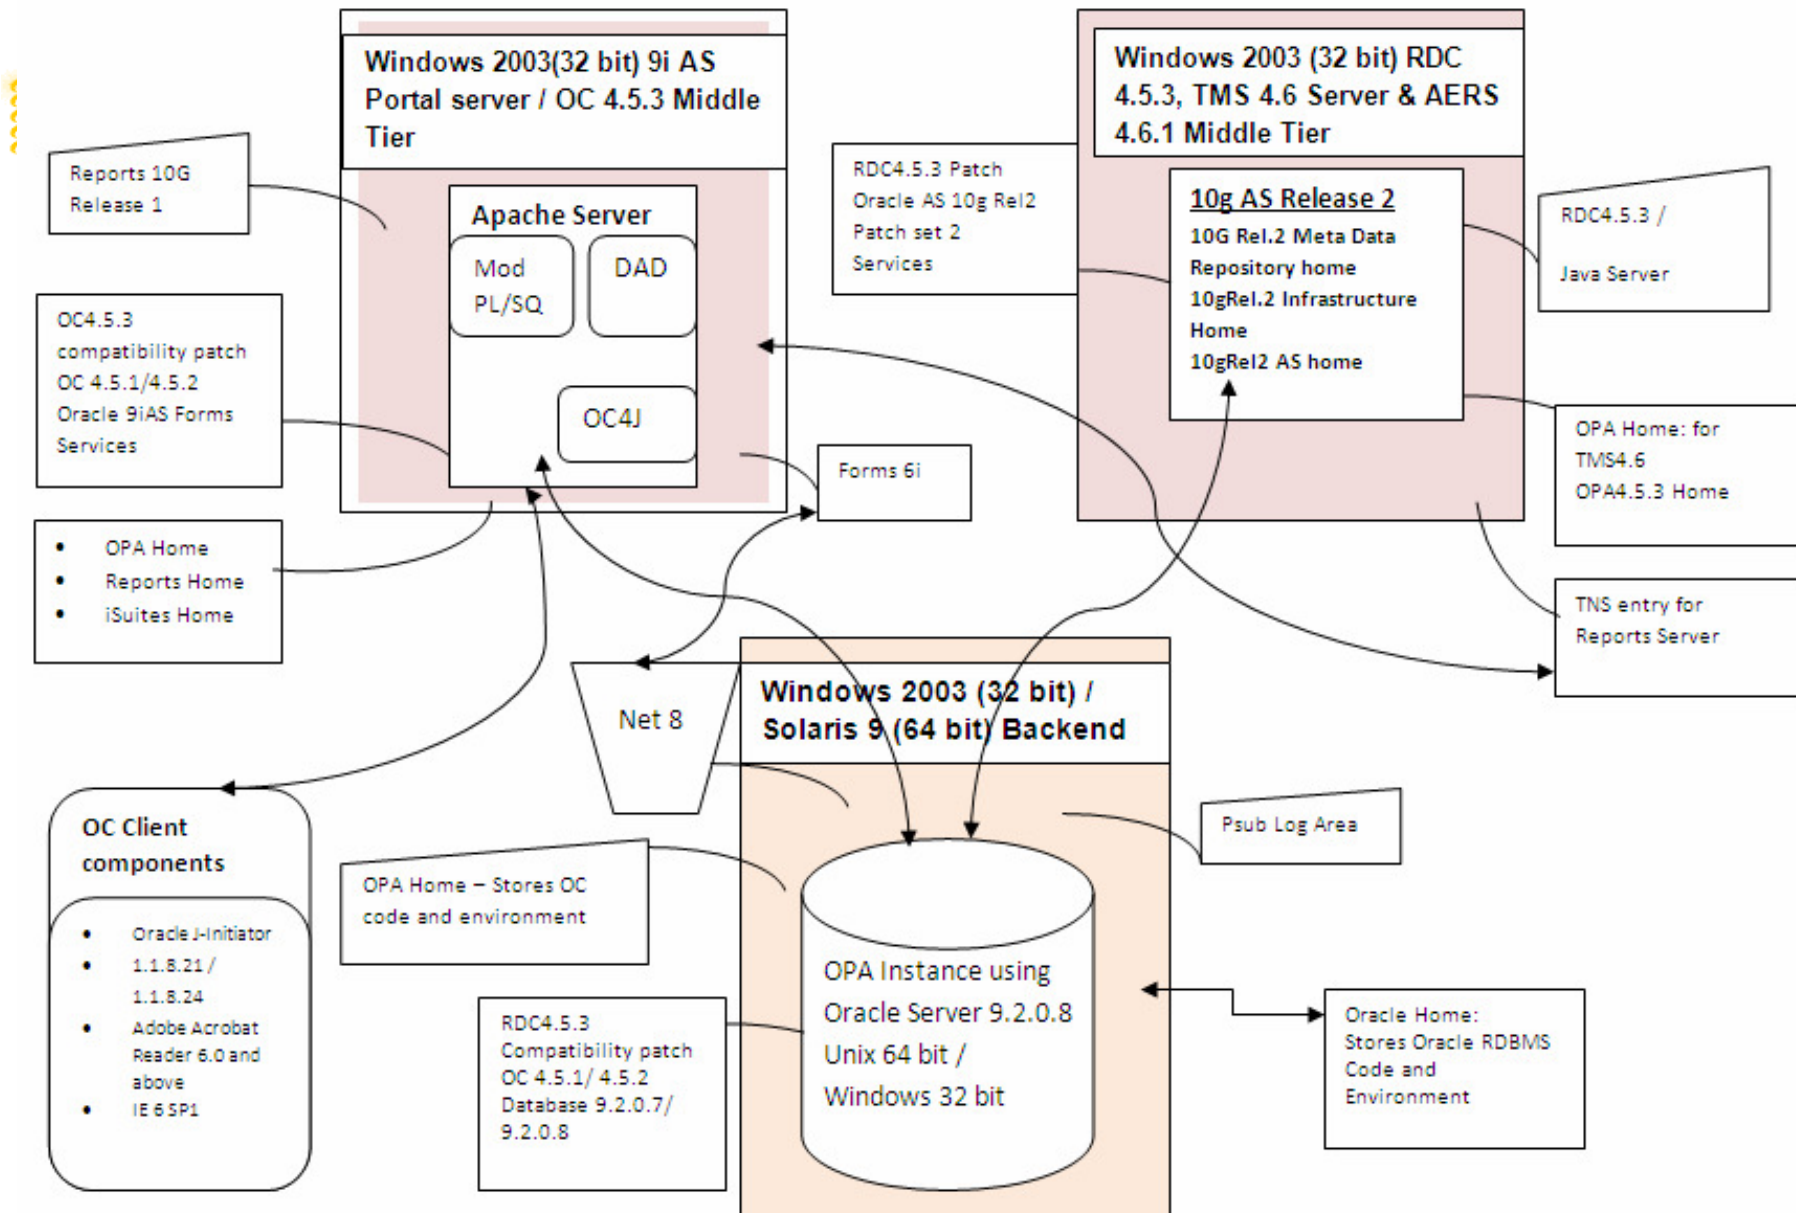 Windows 2003(32 bit) 9i AS
Portal server / OC 4.5.3 Middle
Tier
Windows 2003 (32 bit) RDC
4.5.3, TMS 4.6 Server & AERS
4.6.1 Middle Tier
Reports 10G
Release 1
Apache Server
Mod
PL/SQ
DAD
OC4J
RDC4.5.3 Patch
Oracle AS 10g Rel2
Patch set 2
Services
10g AS Release 2
10G Rel.2 Meta Data
Repository home
10gRel.2 Infrastructure
Home
10gRel2 AS home
RDC4.5.3 /
Java Server
OC4.5.3
compatibility patch
OC 4.5.1/4.5.2
Oracle 9iAS Forms
Services
Forms 6i
OPA Home: for
TMS4.6
OPA4.5.3 Home
• OPA Home
• Reports Home
• iSuites Home
TNS entry for
Reports Server
Net 8
Windows 2003 (32 bit) /
Solaris 9 (64 bit) Backend
Psub Log Area
OC Client
components
• Oracle J-Initiator
• 1.1.8.21 /
1.1.8.24
• Adobe Acrobat
Reader 6.0 and
above
• IE 6 SP1
OPA Home – Stores OC
code and environment
RDC4.5.3
Compatibility patch
OC 4.5.1/ 4.5.2
Database 9.2.0.7/
9.2.0.8
OPA Instance using
Oracle Server 9.2.0.8
Unix 64 bit /
Windows 32 bit
Oracle Home:
Stores Oracle RDBMS
Code and
Environment